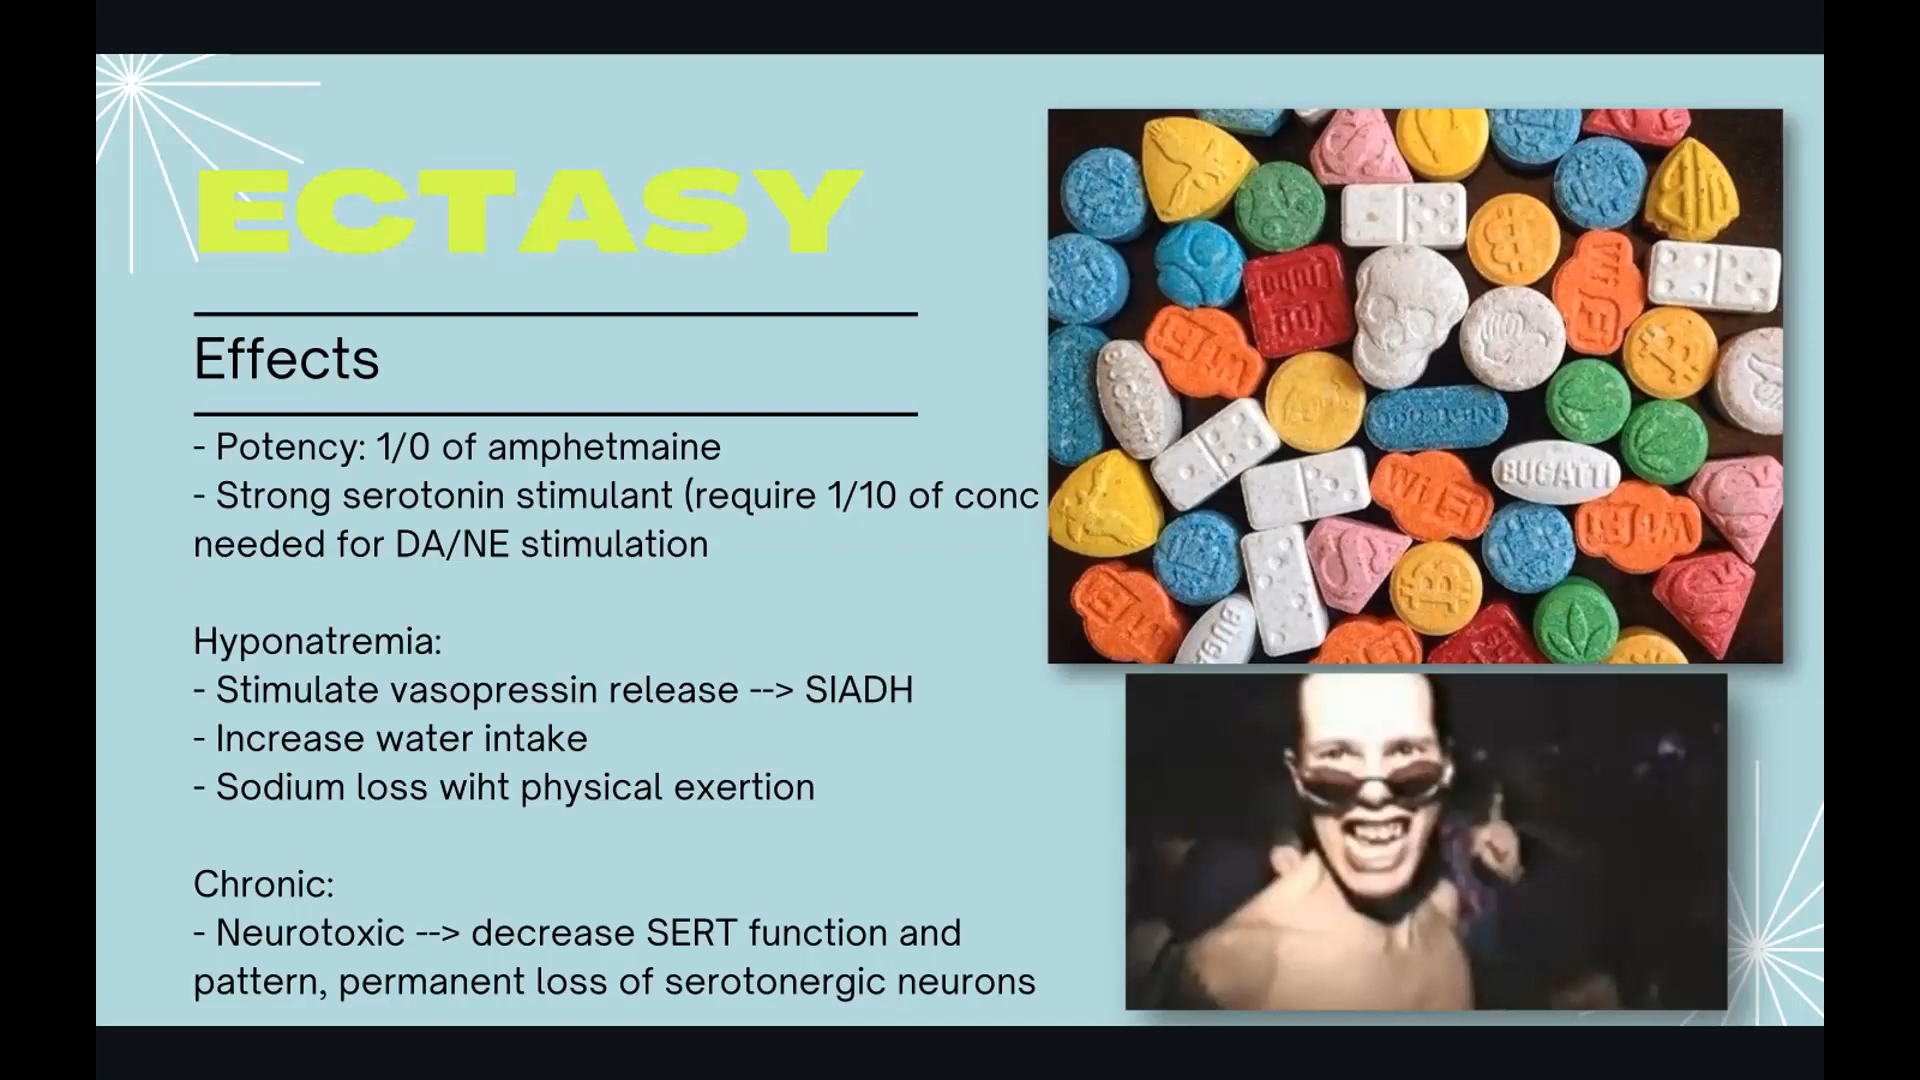 ECTASY
Effects
- Potency: 1/0 of amphetmaine
- Strong serotonin stimulant (require 1/10 of conc
needed for DA/NE stimulation
Hyponatremia:
- Stimulate vasopressin release --> SIADH
- Increase water intake
- Sodium loss wiht physical exertion
Chronic:
- Neurotoxic --> decrease SERT function and
pattern, permanent loss of serotonergic neurons
BUGATTI